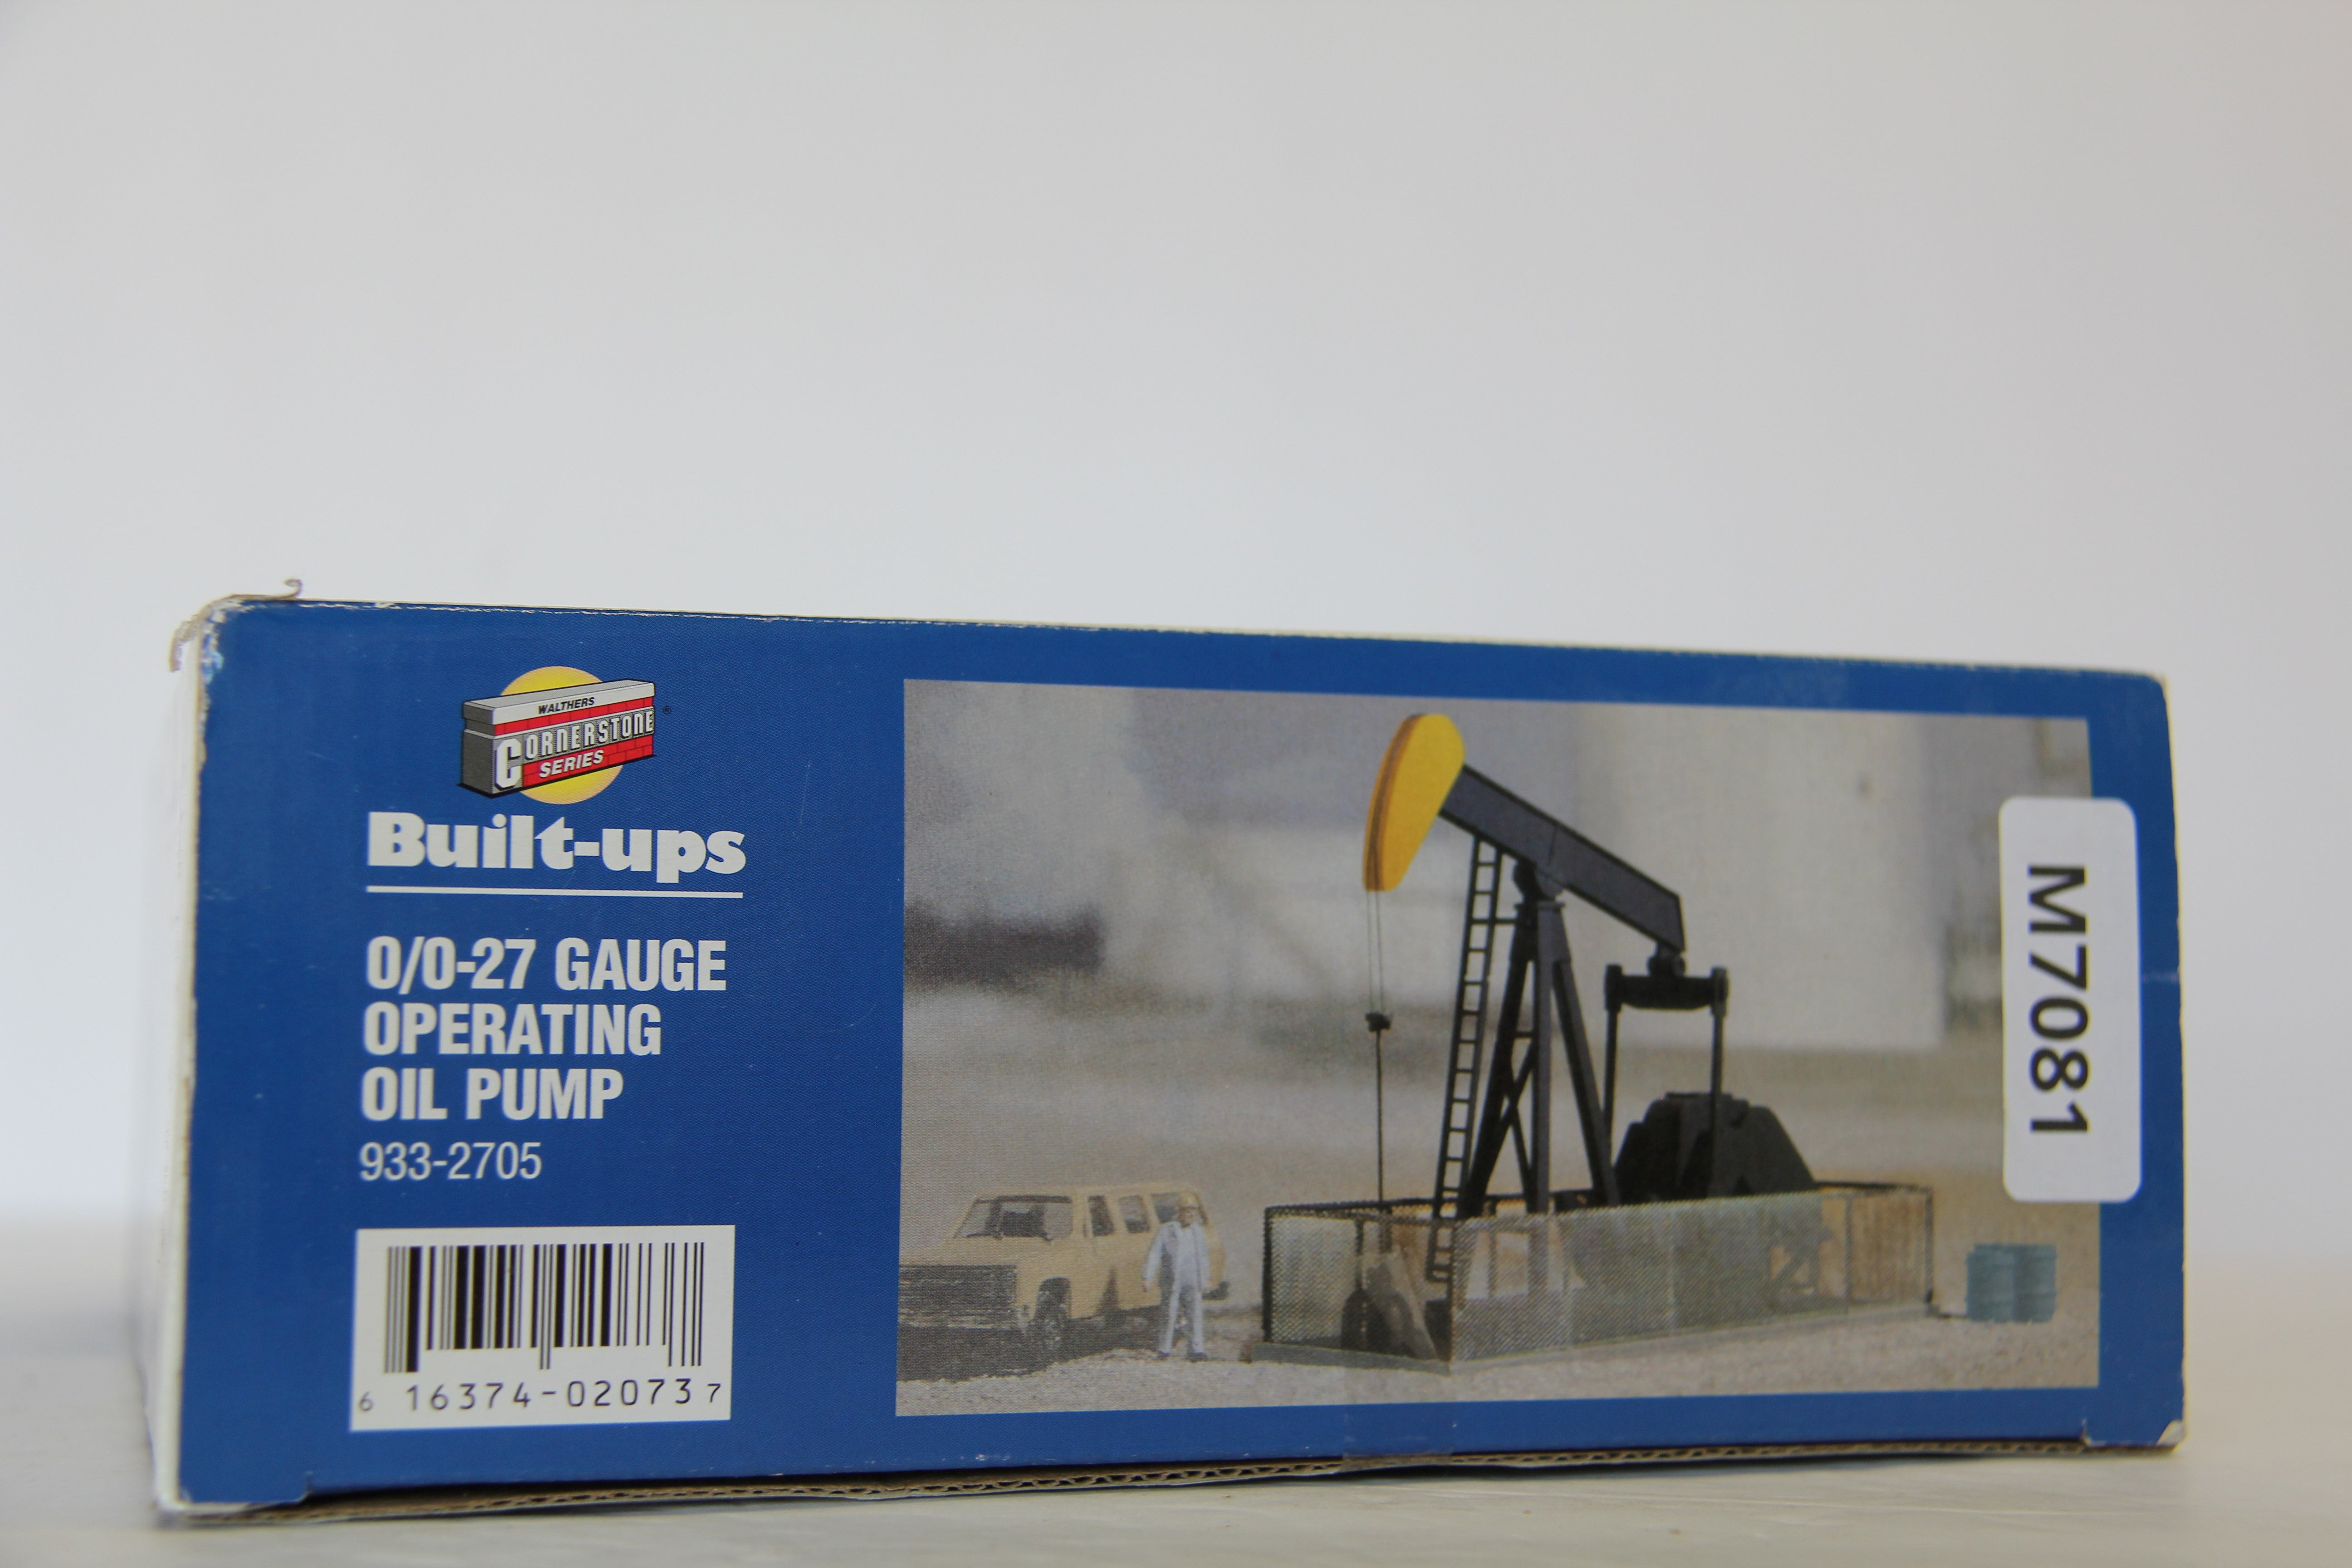 WALTHERS
CORNERSTONE®
SERIES
Built-ups
O/O-27 GAUGE
OPERATING
OIL PUMP
933-2705
6 16374-02073 7
M7081